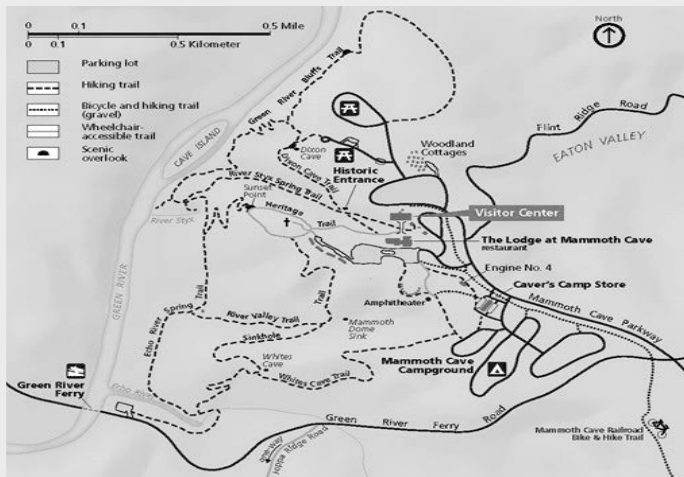 0 0.1 0.5 Mile
0 0.1 0.5 Kilometer
North
Parking lot
Hiking trail
Bicycle and hiking trail
(gravel)
Wheelchair-
accessible trail
Scenic
overlook
Green River Bluffs Trail
Flint Ridge Road
EATON VALLEY
CAVE ISLAND
Dixon
Cave
Dixon Cave Trail
Woodland
Cottages
Historic
Entrance
River Styx Spring Trail
Sunset
Point
River Styx
Heritage
Trail
Visitor Center
The Lodge at Mammoth Cave
restaurant
Engine No. 4
Caver's Camp Store
GREEN RIVER
Mammoth Cave Parkway
Amphitheater
Echo River Spring Trail
River Valley Trail
Sinkhole
Trail
Mammoth
Dome
Sink
Whites
Cave
Whites Cave Trail
Mammoth Cave
Campground
Green River
Ferry
Echo River
Green River Ferry Road
one-way
Joppa Ridge Road
Mammoth Cave Railroad
Bike & Hike Trail